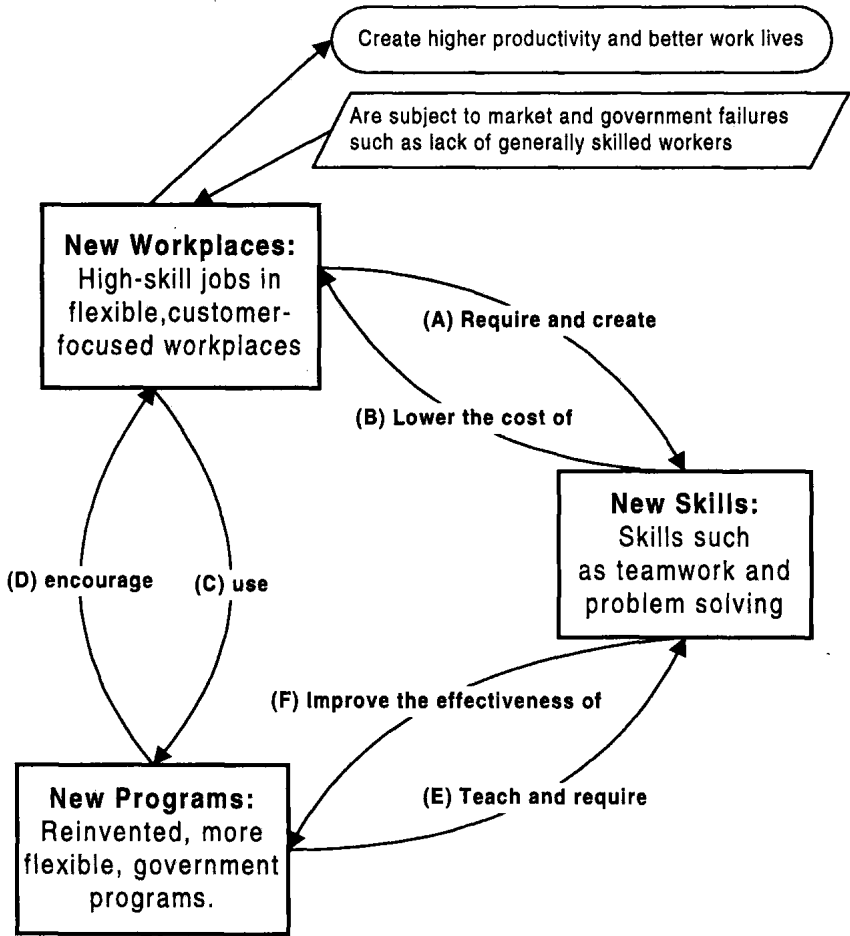 Create higher productivity and better work lives
Are subject to market and government failures
such as lack of generally skilled workers
New Workplaces:
High-skill jobs in
flexible,customer-
focused workplaces
(A) Require and create
(B) Lower the cost of
New Skills:
Skills such
as teamwork and
problem solving
(D) encourage
(C) use
(F) Improve the effectiveness of
(E) Teach and require
New Programs:
Reinvented, more
flexible, government
programs.